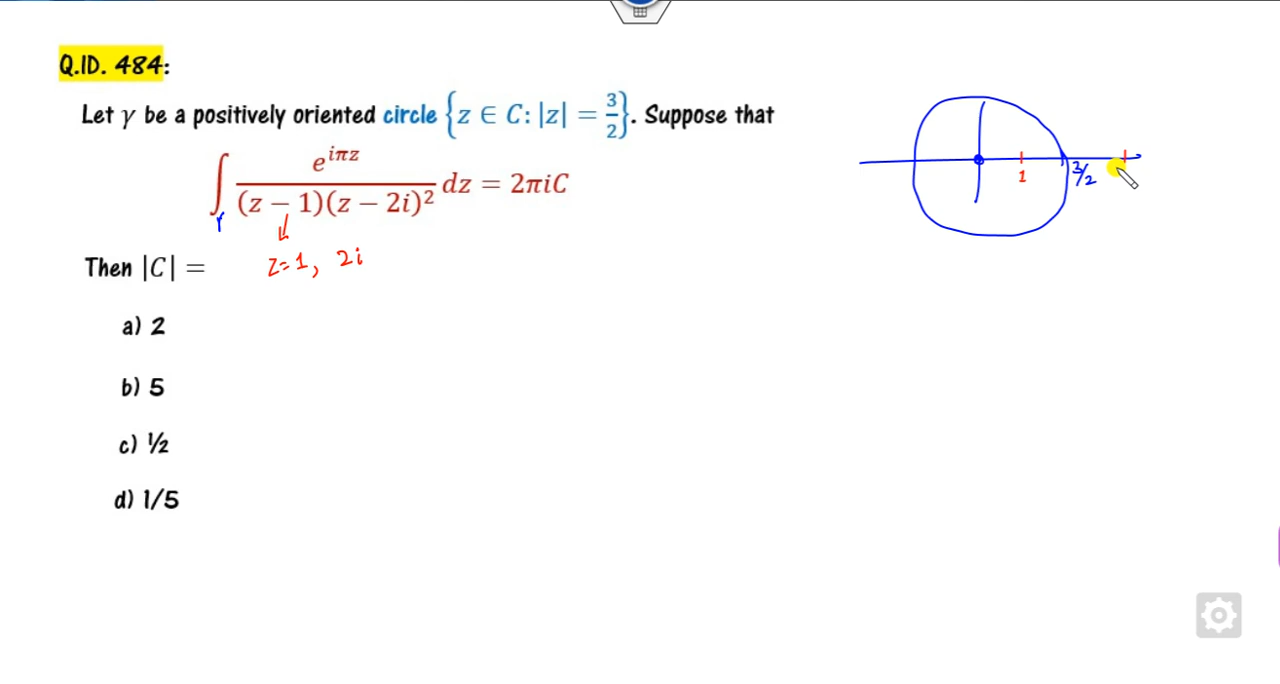 Q.ID. 484:
Let γ be a positively oriented circle {z ∈ C: |z| = 3/2}. Suppose that
∫γ e^{iπz}/((z − 1)(z − 2i)²) dz = 2πiC
Then |C| =
z=1, 2i
a) 2
b) 5
c) ½
d) 1/5
1
3/2